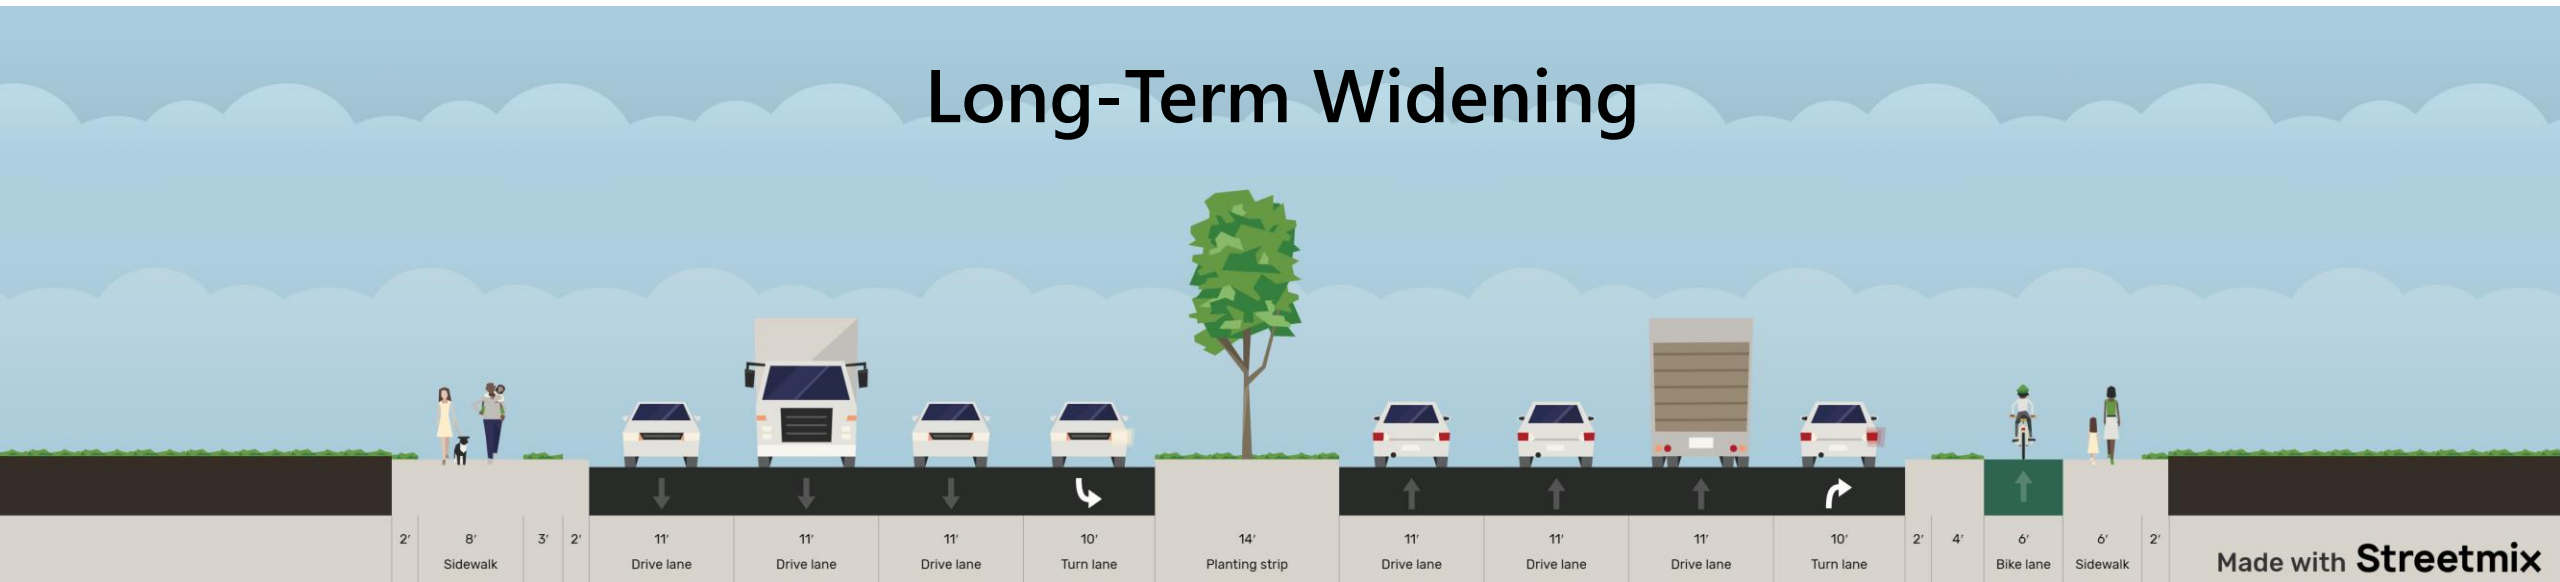 Long-Term Widening
2′ 8′ 3′ 2′ 11′ 11′ 11′ 10′ 14′ 11′ 11′ 11′ 10′ 2′ 4′ 6′ 6′ 2′
Sidewalk Drive lane Drive lane Drive lane Turn lane Planting strip Drive lane Drive lane Drive lane Turn lane Bike lane Sidewalk
Made with Streetmix